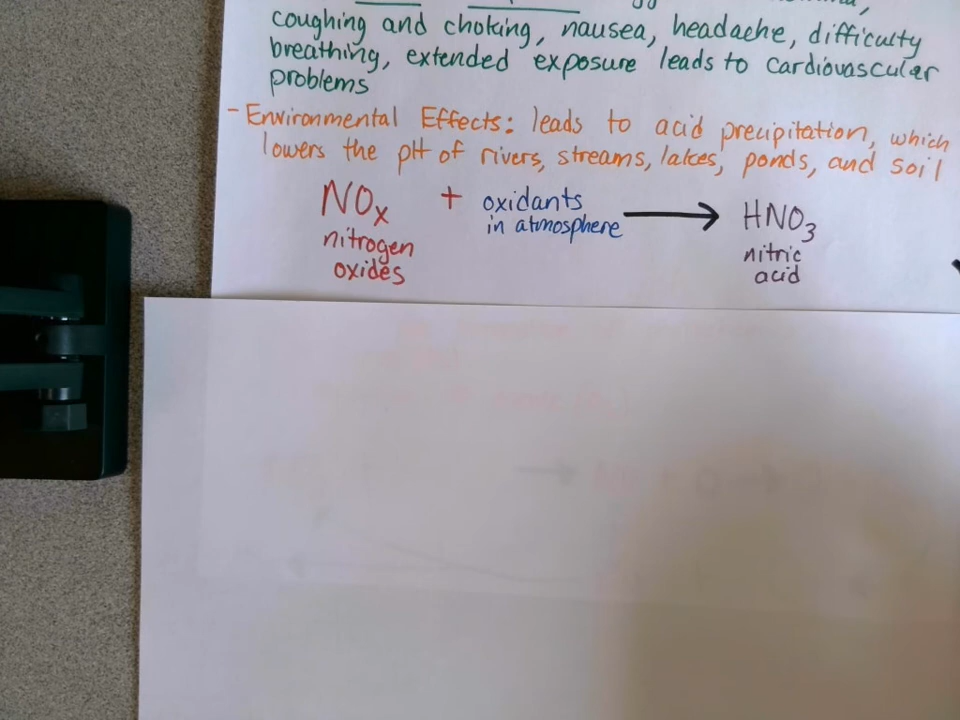 coughing and choking, nausea, headache, difficulty
breathing, extended exposure leads to cardiovascular
problems
- Environmental Effects: leads to acid precipitation, which
lowers the pH of rivers, streams, lakes, ponds, and soil
NOx + oxidants in atmosphere → HNO3
nitrogen oxides
nitric acid